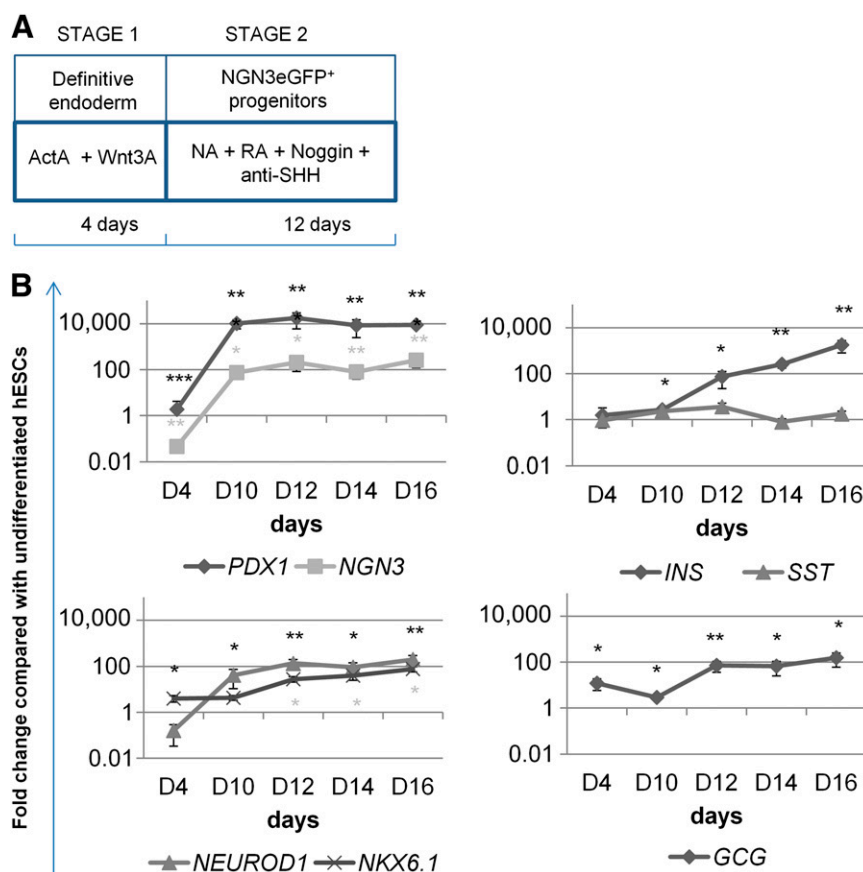 A
STAGE 1 STAGE 2
Definitive endoderm
NGN3eGFP⁺ progenitors
ActA + Wnt3A
NA + RA + Noggin + anti-SHH
4 days 12 days
B
Fold change compared with undifferentiated hESCs
10,000
100
1
0.01
*** ** ** ** **
* * 
** * * ** **
D4 D10 D12 D14 D16
days
PDX1 NGN3
10,000
100
1
0.01
* * ** **
D4 D10 D12 D14 D16
days
INS SST
10,000
100
1
0.01
* * ** * **
* * *
D4 D10 D12 D14 D16
days
NEUROD1 NKX6.1
10,000
100
1
0.01
* * ** * *
D4 D10 D12 D14 D16
days
GCG